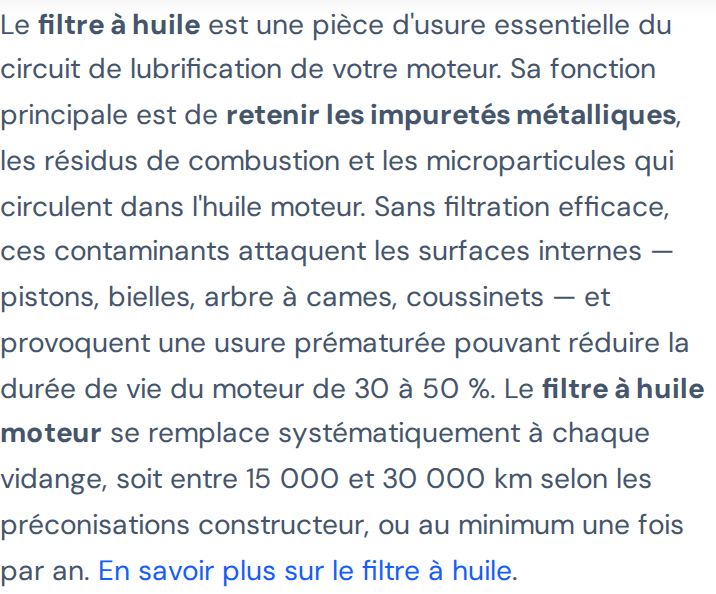 Le filtre à huile est une pièce d'usure essentielle du
circuit de lubrification de votre moteur. Sa fonction
principale est de retenir les impuretés métalliques,
les résidus de combustion et les microparticules qui
circulent dans l'huile moteur. Sans filtration efficace,
ces contaminants attaquent les surfaces internes —
pistons, bielles, arbre à cames, coussinets — et
provoquent une usure prématurée pouvant réduire la
durée de vie du moteur de 30 à 50 %. Le filtre à huile
moteur se remplace systématiquement à chaque
vidange, soit entre 15 000 et 30 000 km selon les
préconisations constructeur, ou au minimum une fois
par an. En savoir plus sur le filtre à huile.